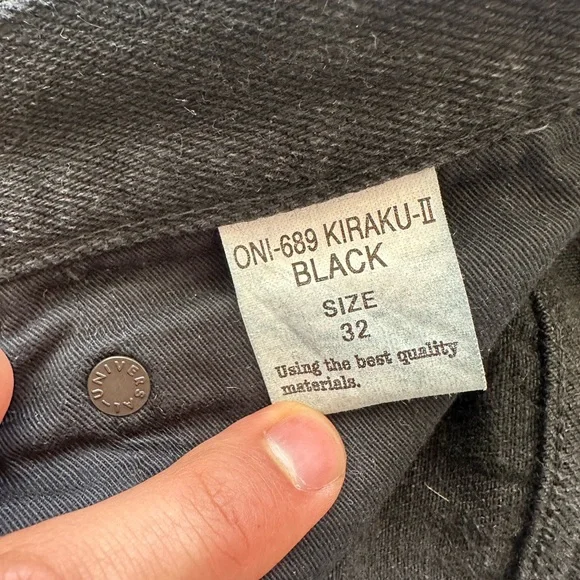 ONI-689 KIRAKU-II
BLACK
SIZE
32
Using the best quality
materials.
UNIVERSAL